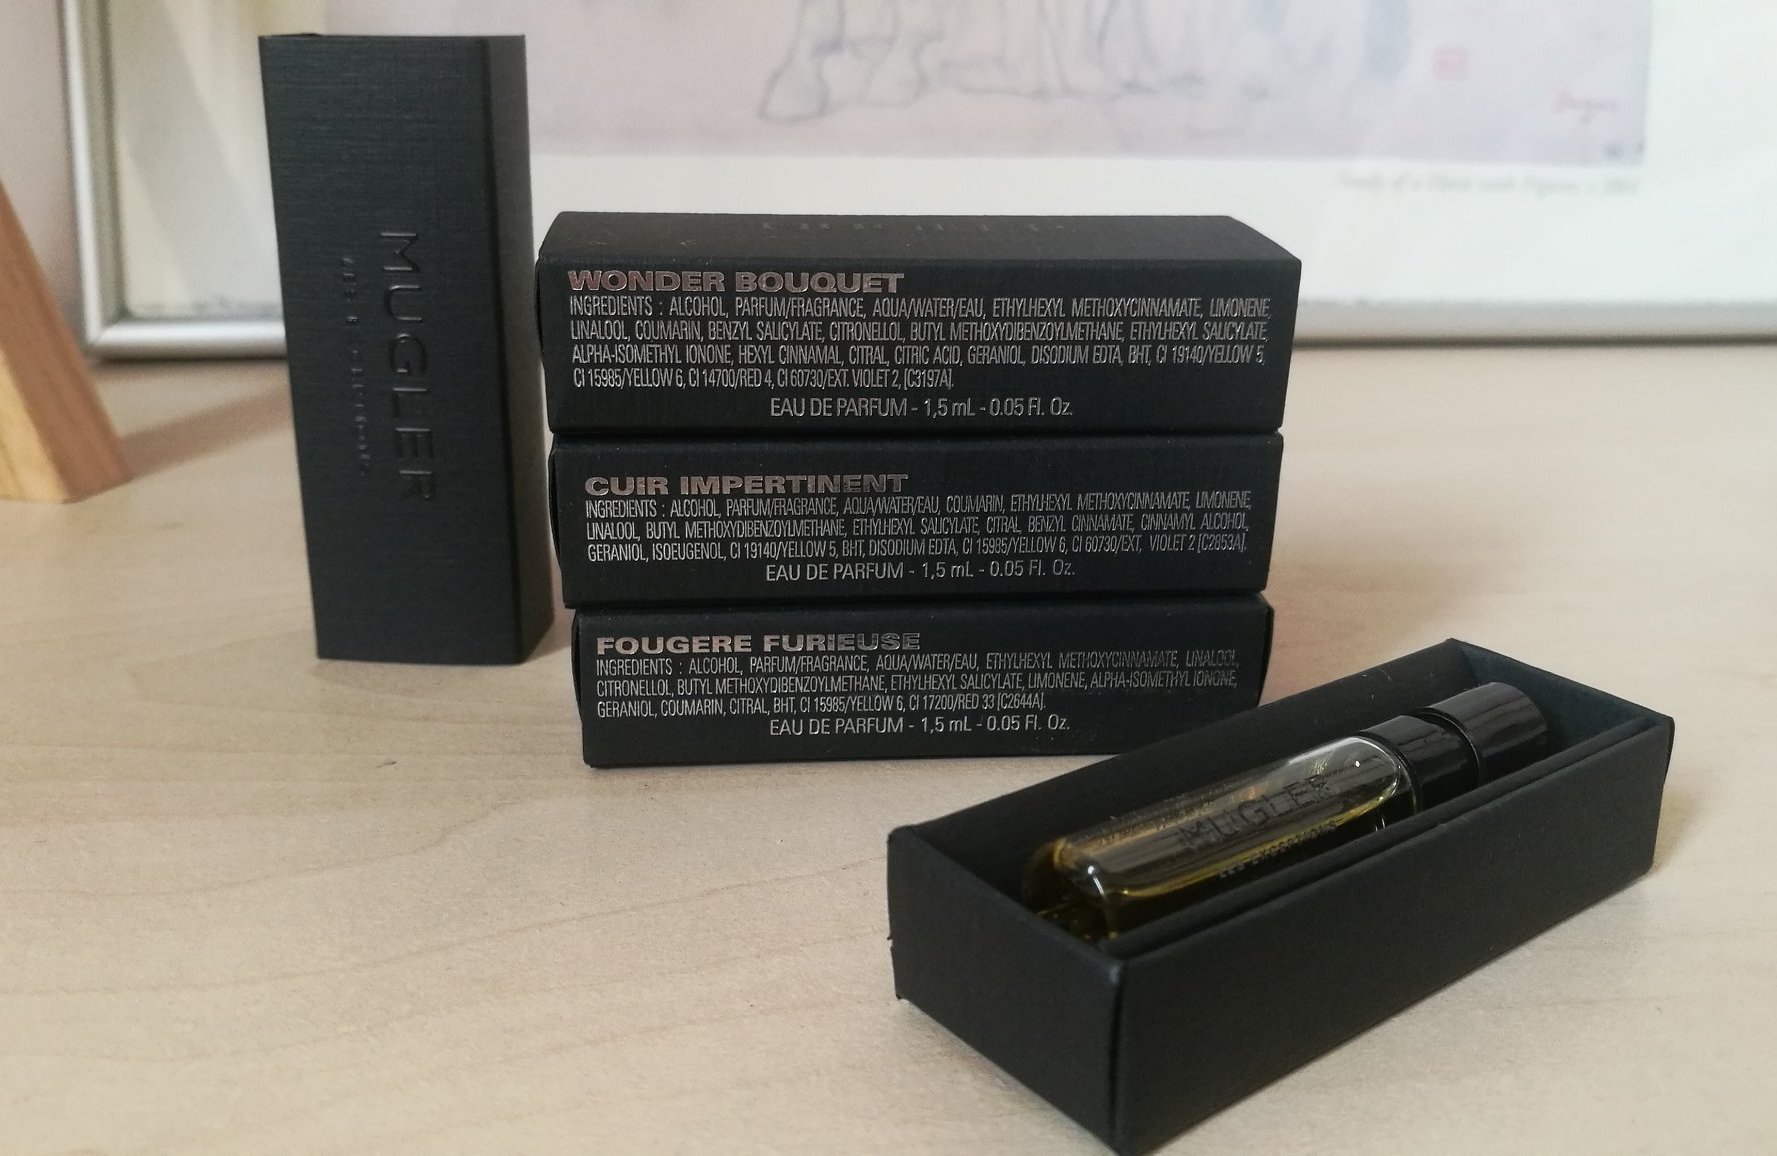 MUGLER
WONDER BOUQUET
INGREDIENTS : ALCOHOL, PARFUM/FRAGRANCE, AQUA/WATER/EAU, ETHYLHEXYL METHOXYCINNAMATE, LIMONENE,
LINALOOL, COUMARIN, BENZYL SALICYLATE, CITRONELLOL, BUTYL METHOXYDIBENZOYLMETHANE, ETHYLHEXYL SALICYLATE,
ALPHA-ISOMETHYL IONONE, HEXYL CINNAMAL, CITRAL, CITRIC ACID, GERANIOL, DISODIUM EDTA, BHT, CI 19140/YELLOW 5,
CI 15985/YELLOW 6, CI 14700/RED 4, CI 60730/EXT. VIOLET 2, [C3197A].
EAU DE PARFUM - 1,5 mL - 0.05 Fl. Oz.
CUIR IMPERTINENT
INGREDIENTS : ALCOHOL, PARFUM/FRAGRANCE, AQUA/WATER/EAU, COUMARIN, ETHYLHEXYL METHOXYCINNAMATE, LIMONENE,
LINALOOL, BUTYL METHOXYDIBENZOYLMETHANE, ETHYLHEXYL SALICYLATE, CITRAL, BENZYL CINNAMATE, CINNAMYL ALCOHOL,
GERANIOL, ISOEUGENOL, CI 19140/YELLOW 5, BHT, DISODIUM EDTA, CI 15985/YELLOW 6, CI 60730/EXT, VIOLET 2 [C2853A].
EAU DE PARFUM - 1,5 mL - 0.05 Fl. Oz.
FOUGERE FURIEUSE
INGREDIENTS : ALCOHOL, PARFUM/FRAGRANCE, AQUA/WATER/EAU, ETHYLHEXYL METHOXYCINNAMATE, LINALOOL,
CITRONELLOL, BUTYL METHOXYDIBENZOYLMETHANE, ETHYLHEXYL SALICYLATE, LIMONENE, ALPHA-ISOMETHYL IONONE,
GERANIOL, COUMARIN, CITRAL, BHT, CI 15985/YELLOW 6, CI 17200/RED 33 [C2644A].
EAU DE PARFUM - 1,5 mL - 0.05 Fl. Oz.
MUGLER
LES EXCEPTIONS